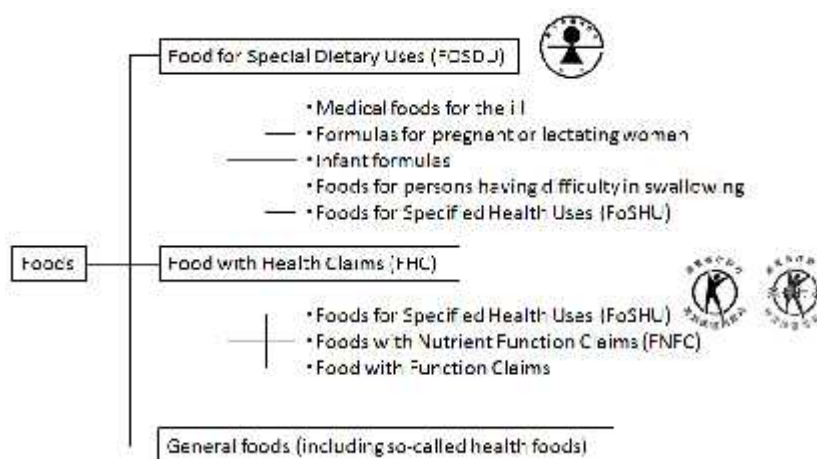 Food for Special Dietary Uses (FOSDU)
• Medical foods for the ill
• Formulas for pregnant or lactating women
• Infant formulas
• Foods for persons having difficulty in swallowing
• Foods for Specified Health Uses (FoSHU)
Foods
Food with Health Claims (FHC)
• Foods for Specified Health Uses (FoSHU)
• Foods with Nutrient Function Claims (FNFC)
• Food with Function Claims
General foods (including so-called health foods)